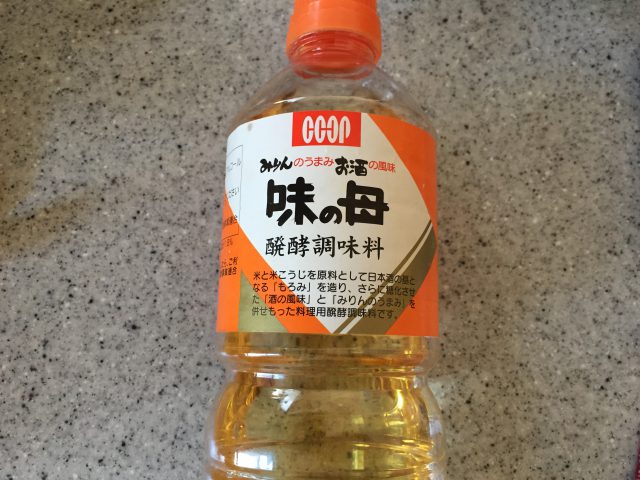 COOP
みりんのうまみお酒の風味
味の母
醗酵調味料
米と米こうじを原料として日本酒の基と
なる「もろみ」を造り、さらに糖化させ
た「酒の風味」と「みりんのうまみ」を
併せもった料理用醗酵調味料です。